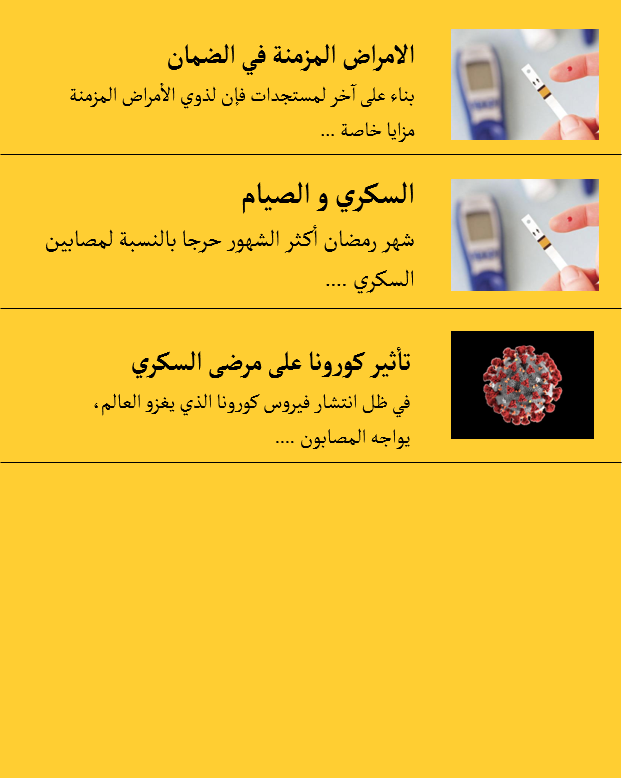 الامراض المزمنة في الضمان
بناء على آخر لمستجدات فإن لذوي الأمراض المزمنة
مزايا خاصة ...
السكري و الصيام
شهر رمضان أكثر الشهور حرجا بالنسبة لمصابين
السكري ....
تأثير كورونا على مرضى السكري
في ظل انتشار فيروس كورونا الذي يغزو العالم،
يواجه المصابون ....